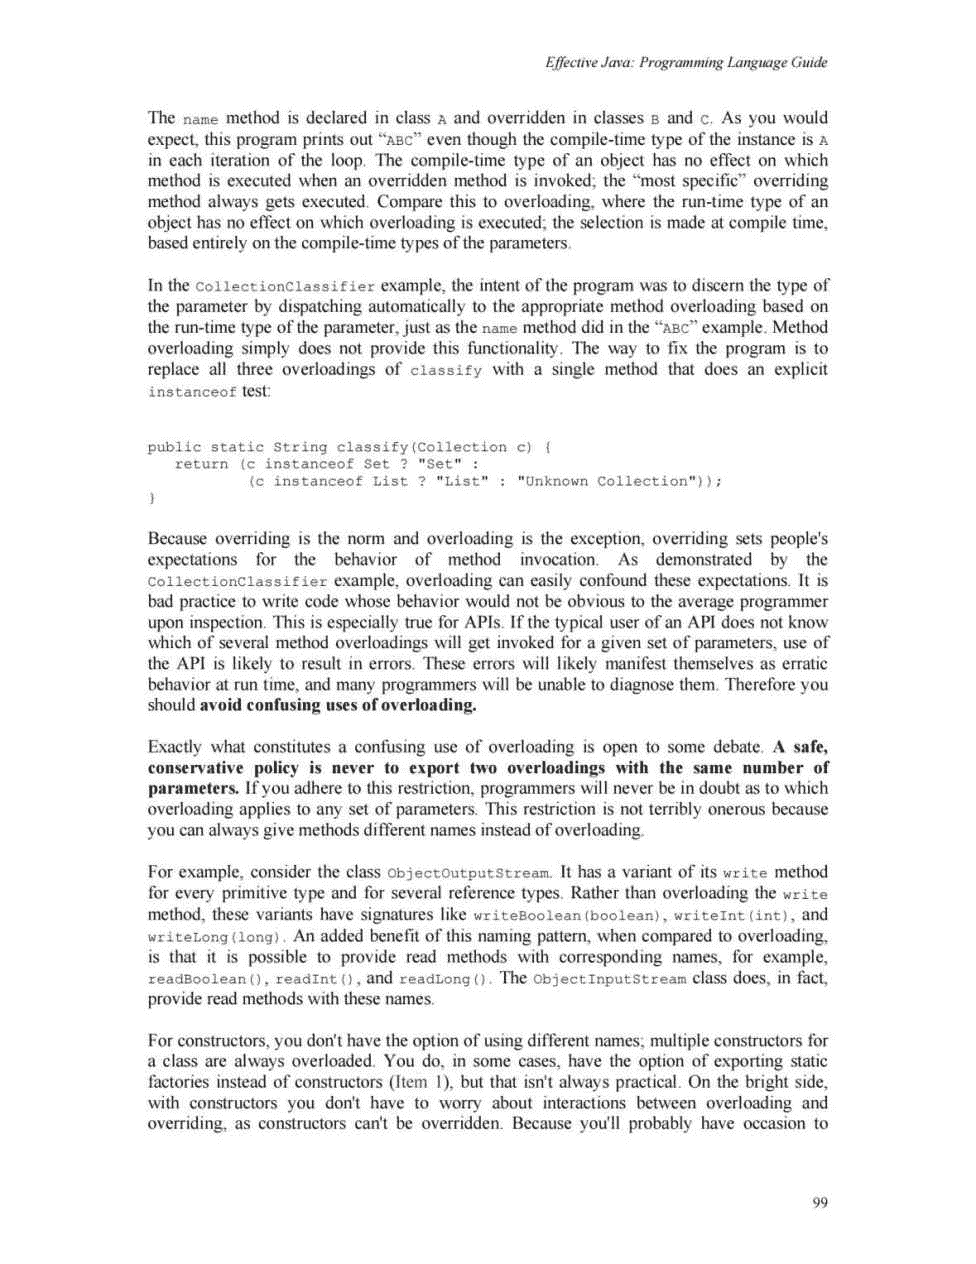 Effective Java: Programming Language Guide
The name method is declared in class A and overridden in classes B and C. As you would
expect, this program prints out “ABC” even though the compile-time type of the instance is A
in each iteration of the loop. The compile-time type of an object has no effect on which
method is executed when an overridden method is invoked; the “most specific” overriding
method always gets executed. Compare this to overloading, where the run-time type of an
object has no effect on which overloading is executed; the selection is made at compile time,
based entirely on the compile-time types of the parameters.
In the CollectionClassifier example, the intent of the program was to discern the type of
the parameter by dispatching automatically to the appropriate method overloading based on
the run-time type of the parameter, just as the name method did in the “ABC” example. Method
overloading simply does not provide this functionality. The way to fix the program is to
replace all three overloadings of classify with a single method that does an explicit
instanceof test:
public static String classify(Collection c) {
return (c instanceof Set ? "Set" :
(c instanceof List ? "List" : "Unknown Collection"));
}
Because overriding is the norm and overloading is the exception, overriding sets people's
expectations for the behavior of method invocation. As demonstrated by the
CollectionClassifier example, overloading can easily confound these expectations. It is
bad practice to write code whose behavior would not be obvious to the average programmer
upon inspection. This is especially true for APIs. If the typical user of an API does not know
which of several method overloadings will get invoked for a given set of parameters, use of
the API is likely to result in errors. These errors will likely manifest themselves as erratic
behavior at run time, and many programmers will be unable to diagnose them. Therefore you
should avoid confusing uses of overloading.
Exactly what constitutes a confusing use of overloading is open to some debate. A safe,
conservative policy is never to export two overloadings with the same number of
parameters. If you adhere to this restriction, programmers will never be in doubt as to which
overloading applies to any set of parameters. This restriction is not terribly onerous because
you can always give methods different names instead of overloading.
For example, consider the class ObjectOutputStream. It has a variant of its write method
for every primitive type and for several reference types. Rather than overloading the write
method, these variants have signatures like writeBoolean(boolean), writeInt(int), and
writeLong(long). An added benefit of this naming pattern, when compared to overloading,
is that it is possible to provide read methods with corresponding names, for example,
readBoolean(), readInt(), and readLong(). The ObjectInputStream class does, in fact,
provide read methods with these names.
For constructors, you don't have the option of using different names; multiple constructors for
a class are always overloaded. You do, in some cases, have the option of exporting static
factories instead of constructors (Item 1), but that isn't always practical. On the bright side,
with constructors you don't have to worry about interactions between overloading and
overriding, as constructors can't be overridden. Because you'll probably have occasion to
99